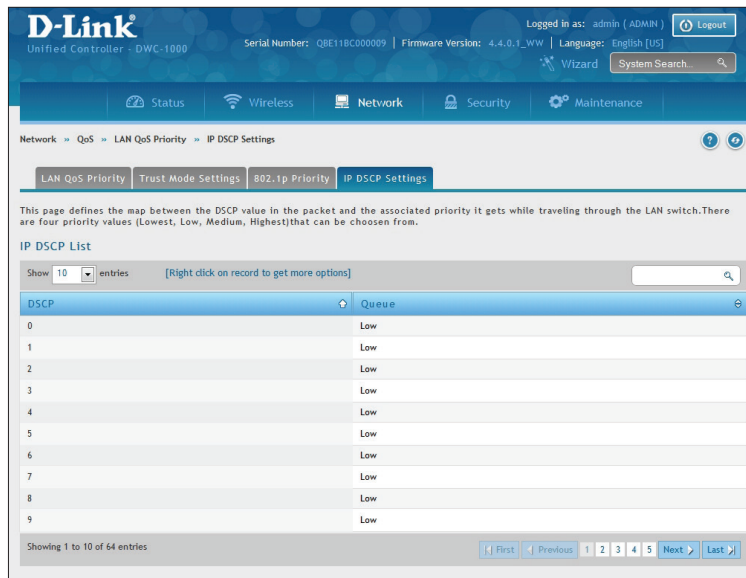 D-Link
Unified Controller - DWC-1000
Logged in as: admin ( ADMIN ) Logout
Serial Number: QBE11BC000009 | Firmware Version: 4.4.0.1_WW | Language: English [US]
Wizard System Search...
Status Wireless Network Security Maintenance
Network » QoS » LAN QoS Priority » IP DSCP Settings
LAN QoS Priority Trust Mode Settings 802.1p Priority IP DSCP Settings
This page defines the map between the DSCP value in the packet and the associated priority it gets while traveling through the LAN switch.There
are four priority values (Lowest, Low, Medium, Highest)that can be choosen from.
IP DSCP List
Show 10 entries [Right click on record to get more options]
DSCP Queue
0 Low
1 Low
2 Low
3 Low
4 Low
5 Low
6 Low
7 Low
8 Low
9 Low
Showing 1 to 10 of 64 entries First Previous 1 2 3 4 5 Next Last